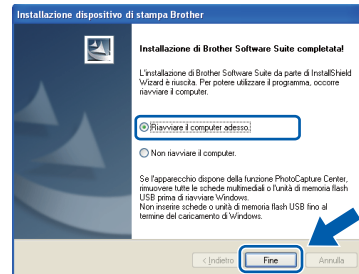 Installazione dispositivo di stampa Brother
Installazione di Brother Software Suite completata!
L'installazione di Brother Software Suite da parte di InstallShield
Wizard è riuscita. Per potere utilizzare il programma, occorre
riavviare il computer.
Riavviare il computer adesso.
Non riavviare il computer.
Se l'apparecchio dispone della funzione PhotoCapture Center,
rimuovere tutte le schede multimediali o l'unità di memoria flash
USB prima di riavviare Windows.
Non inserire schede o unità di memoria flash USB fino al
termine del caricamento di Windows.
< Indietro
Fine
Annulla